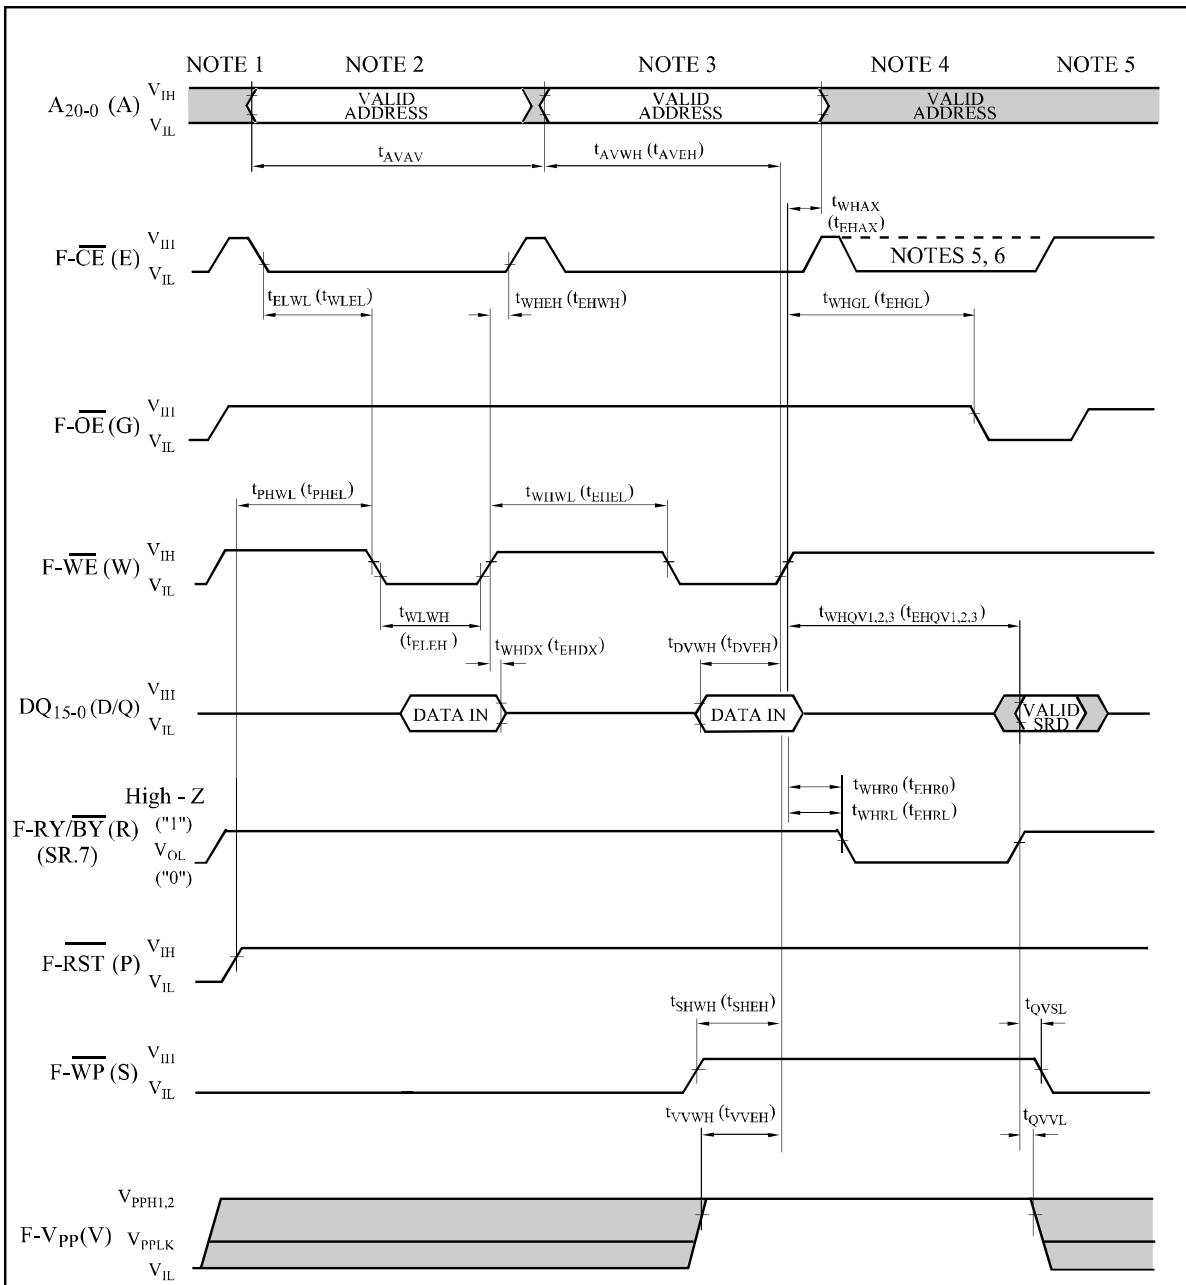 NOTE 1 NOTE 2 NOTE 3 NOTE 4 NOTE 5
A20-0 (A) VIH VIL
VALID ADDRESS VALID ADDRESS VALID ADDRESS
tAVAV tAVWH (tAVEH)
tWHAX
(tEHAX)
F-CE (E) VIH VIL
NOTES 5, 6
tELWL (tWLEL) tWHEH (tEHWH) tWHGL (tEHGL)
F-OE (G) VIH VIL
tPHWL (tPHEL) tWHWL (tEHEL)
F-WE (W) VIH VIL
tWLWH
(tELEH)
tWHQV1,2,3 (tEHQV1,2,3)
tWHDX (tEHDX) tDVWH (tDVEH)
DQ15-0 (D/Q) VIH VIL
DATA IN DATA IN VALID SRD
High - Z
("1")
F-RY/BY (R)
(SR.7)
VOL
("0")
tWHR0 (tEHR0)
tWHRL (tEHRL)
F-RST (P) VIH VIL
tSHWH (tSHEH) tQVSL
F-WP (S) VIH VIL
tVVWH (tVVEH) tQVVL
VPPH1,2
F-VPP (V) VPPLK
VIL